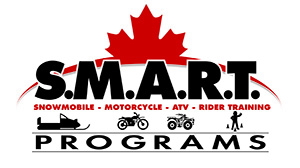 S.M.A.R.T.
SNOWMOBILE - MOTORCYCLE - ATV - RIDER TRAINING
PROGRAMS